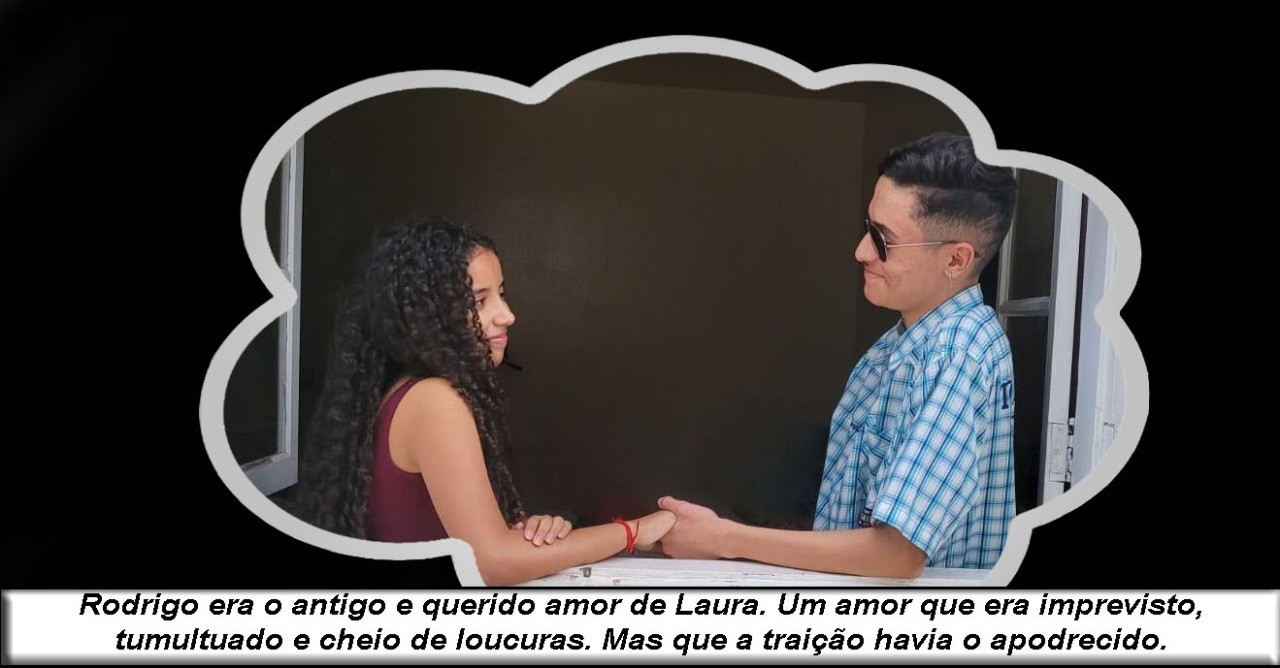 Rodrigo era o antigo e querido amor de Laura. Um amor que era imprevisto,
tumultuado e cheio de loucuras. Mas que a traição havia o apodrecido.